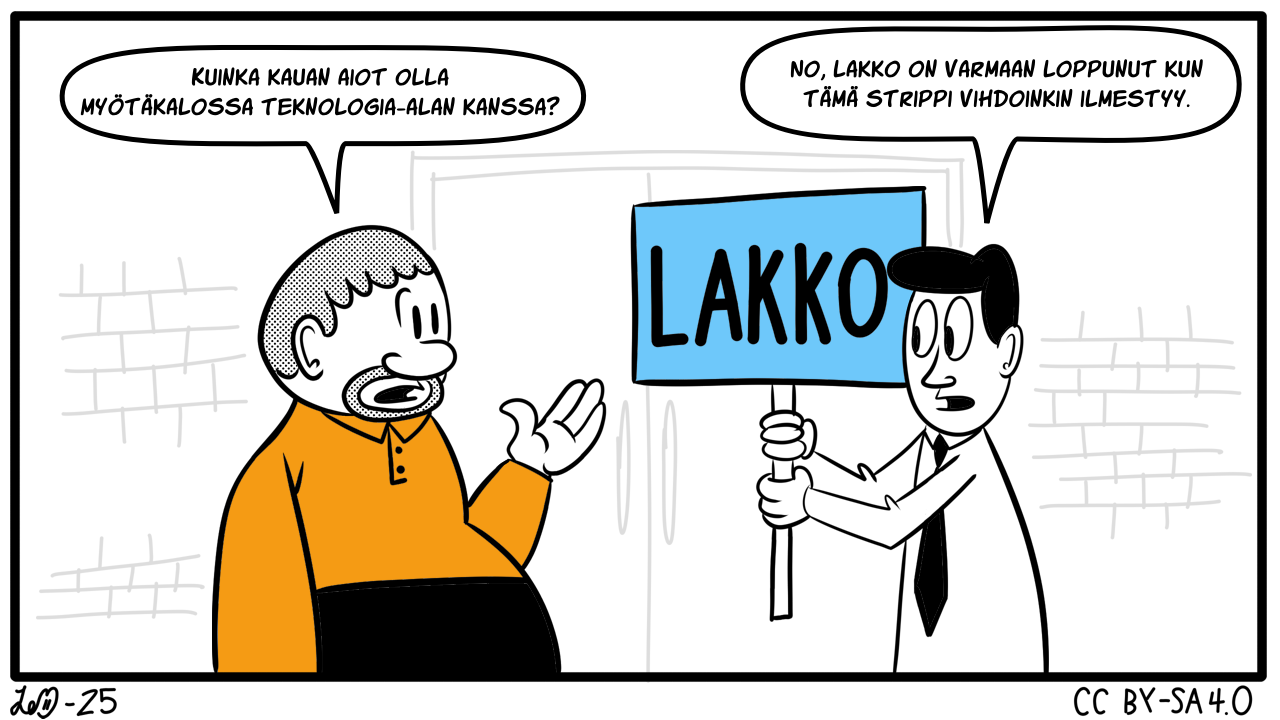 KUINKA KAUAN AIOT OLLA
MYÖTÄKALOSSA TEKNOLOGIA-ALAN KANSSA?
NO, LAKKO ON VARMAAN LOPPUNUT KUN
TÄMÄ STRIPPI VIHDOINKIN ILMESTYY.
LAKKO
-25
CC BY-SA 4.0